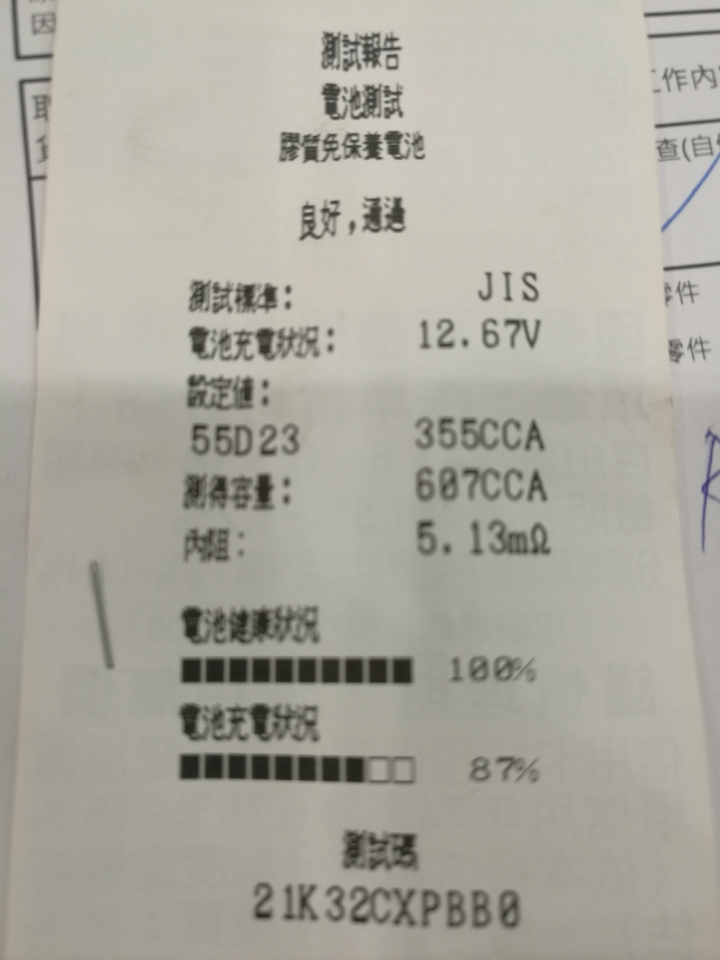 測試報告
電池測試
膠質免保養電池
良好,通過
測試標準: JIS
電池充電狀況: 12.67V
設定值:
55D23 355CCA
測得容量: 607CCA
內阻: 5.13mΩ
電池健康狀況
100%
電池充電狀況
87%
測試碼
21K32CXPBB0
因
工作內
查(自
零件
零件